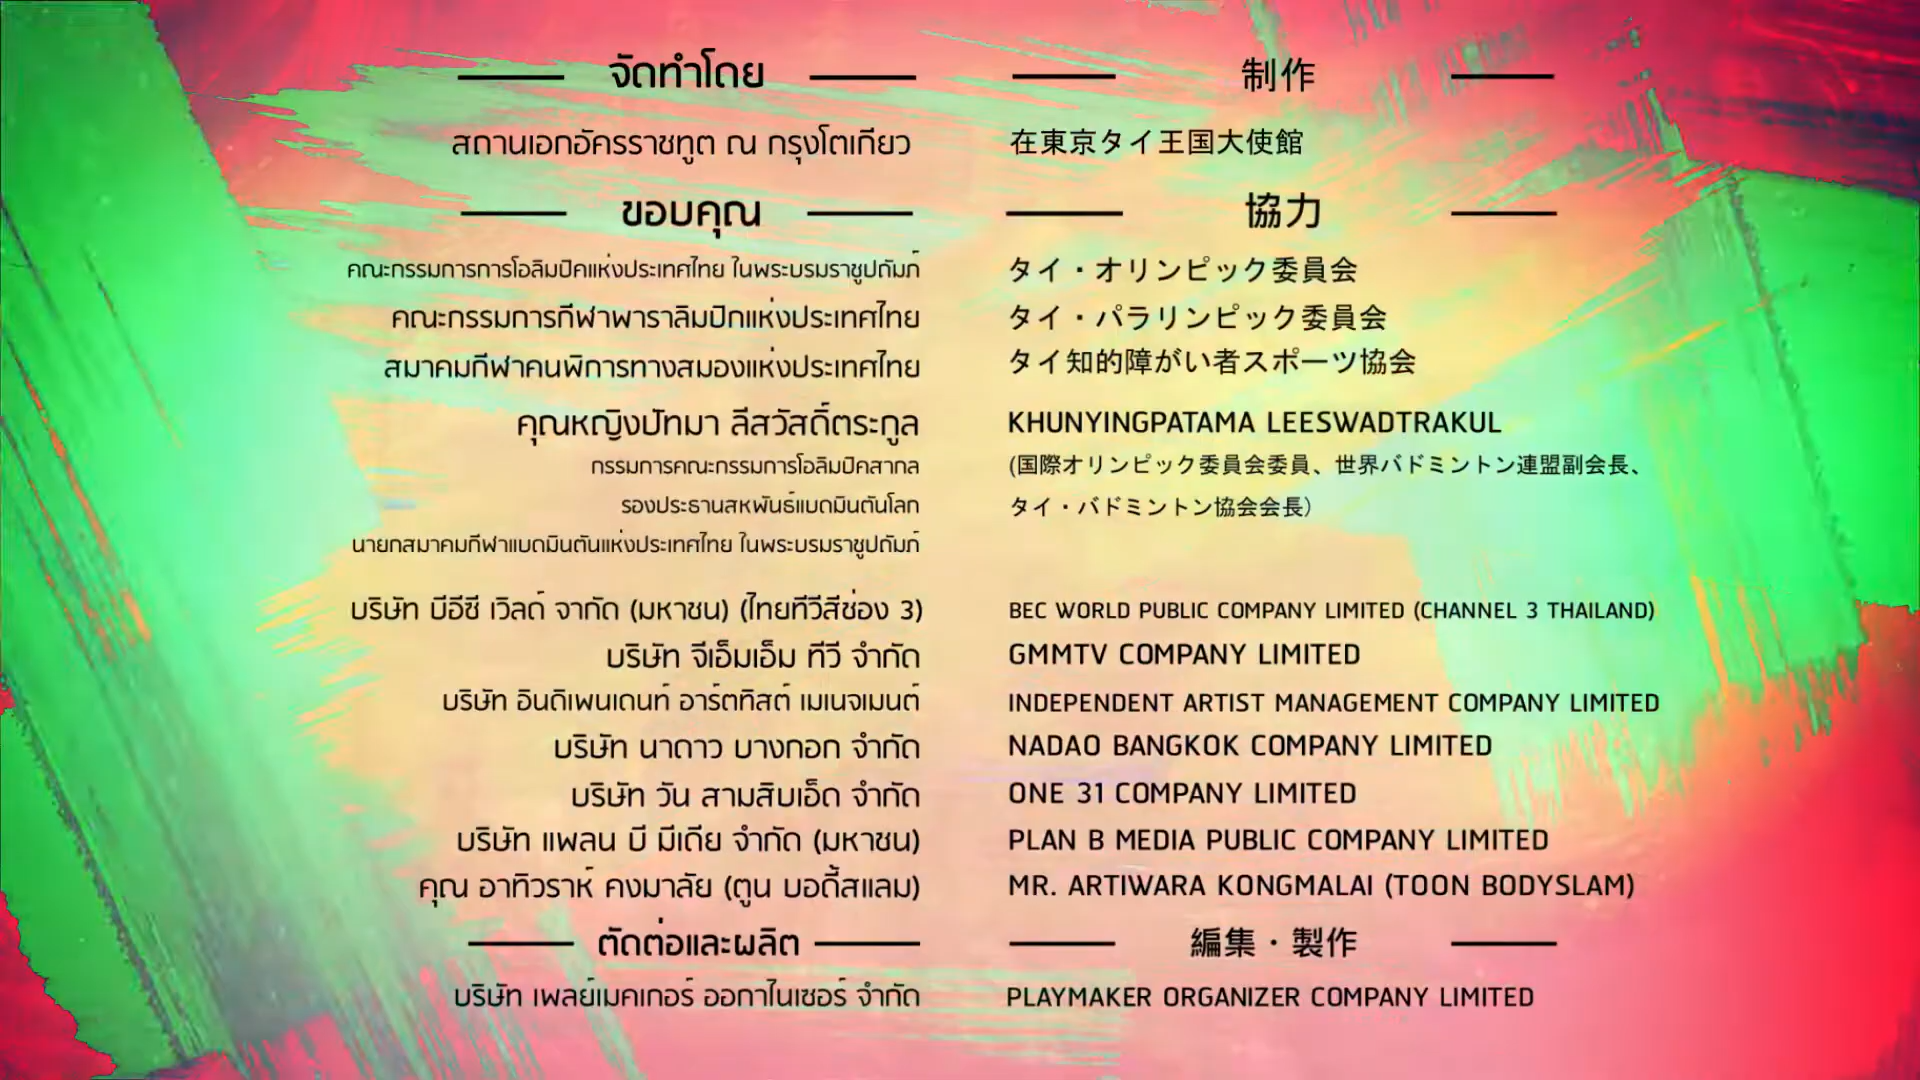 จัดทำโดย
สถานเอกอัครราชทูต ณ กรุงโตเกียว
ขอบคุณ
คณะกรรมการการโอลิมปิคแห่งประเทศไทย ในพระบรมราชูปถัมภ์
คณะกรรมการกีฬาพาราลิมปิกแห่งประเทศไทย
สมาคมกีฬาคนพิการทางสมองแห่งประเทศไทย
คุณหญิงปัทมา ลีสวัสดิ์ตระกูล
กรรมการคณะกรรมการโอลิมปิคสากล
รองประธานสหพันธ์แบดมินตันโลก
นายกสมาคมกีฬาแบดมินตันแห่งประเทศไทย ในพระบรมราชูปถัมภ์
บริษัท บีอีซี เวิลด์ จำกัด (มหาชน) (ไทยทีวีสีช่อง 3)
บริษัท จีเอ็มเอ็ม ทีวี จำกัด
บริษัท อินดิเพนเดนท์ อาร์ตทิสต์ เมเนจเมนต์
บริษัท นาดาว บางกอก จำกัด
บริษัท วัน สามสิบเอ็ด จำกัด
บริษัท แพลน บี มีเดีย จำกัด (มหาชน)
คุณ อาทิวราห์ คงมาลัย (ตูน บอดี้สแลม)
ตัดต่อและผลิต
บริษัท เพลย์เมคเกอร์ ออกาไนเซอร์ จำกัด
制作
在東京タイ王国大使館
協力
タイ・オリンピック委員会
タイ・パラリンピック委員会
タイ知的障がい者スポーツ協会
KHUNYINGPATAMA LEESWADTRAKUL
(国際オリンピック委員会委員、世界バドミントン連盟副会長、
タイ・バドミントン協会会長)
BEC WORLD PUBLIC COMPANY LIMITED (CHANNEL 3 THAILAND)
GMMTV COMPANY LIMITED
INDEPENDENT ARTIST MANAGEMENT COMPANY LIMITED
NADAO BANGKOK COMPANY LIMITED
ONE 31 COMPANY LIMITED
PLAN B MEDIA PUBLIC COMPANY LIMITED
MR. ARTIWARA KONGMALAI (TOON BODYSLAM)
編集・製作
PLAYMAKER ORGANIZER COMPANY LIMITED